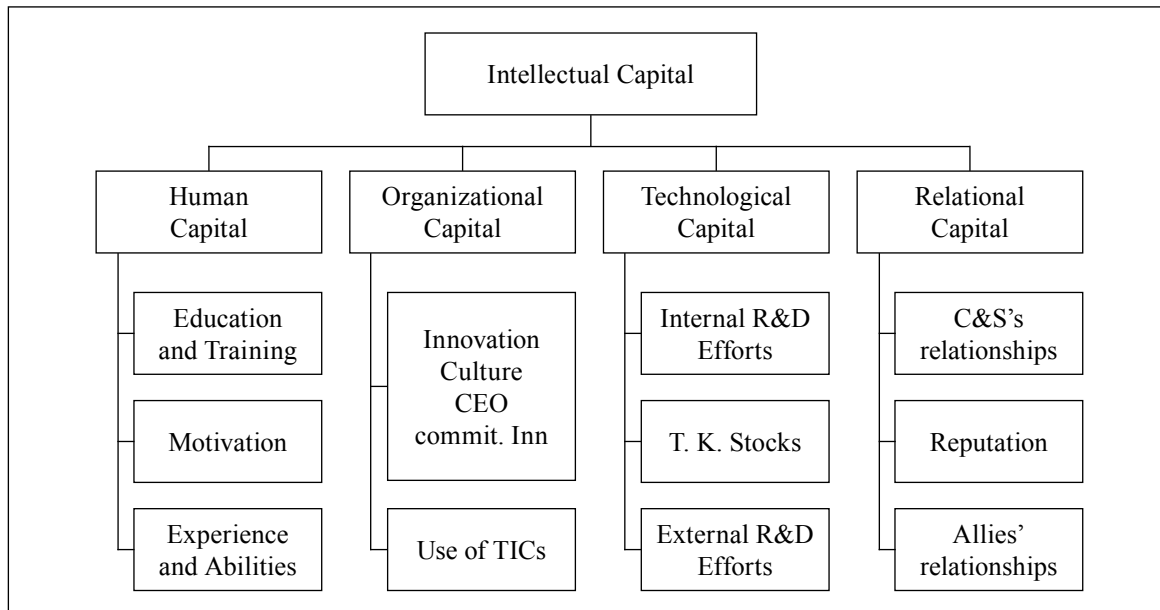 Intellectual Capital
Human
Capital
Organizational
Capital
Technological
Capital
Relational
Capital
Education
and Training
Motivation
Experience
and Abilities
Innovation
Culture
CEO
commit. Inn
Use of TICs
Internal R&D
Efforts
T. K. Stocks
External R&D
Efforts
C&S’s
relationships
Reputation
Allies’
relationships